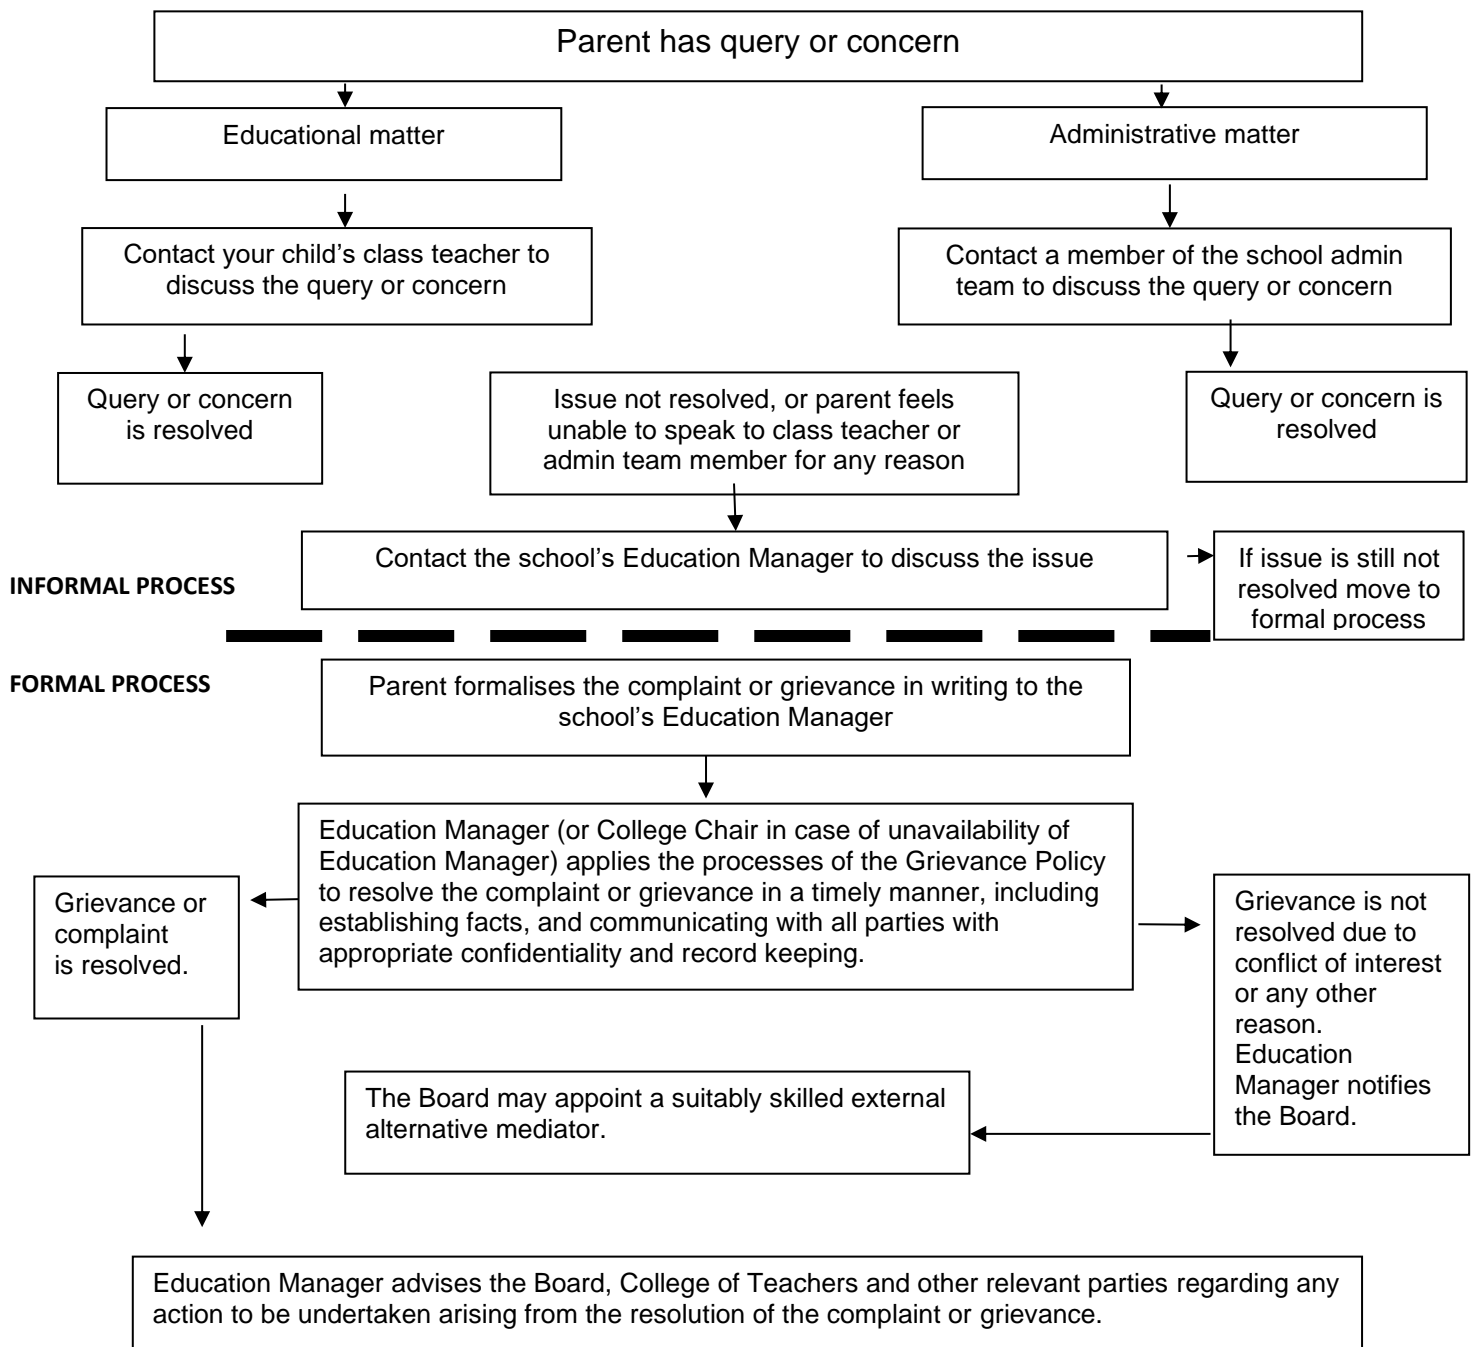 Parent has query or concern
Educational matter
Administrative matter
Contact your child’s class teacher to
discuss the query or concern
Contact a member of the school admin
team to discuss the query or concern
Query or concern
is resolved
Issue not resolved, or parent feels
unable to speak to class teacher or
admin team member for any reason
Query or concern is
resolved
Contact the school’s Education Manager to discuss the issue
If issue is still not
resolved move to
formal process
INFORMAL PROCESS
FORMAL PROCESS
Parent formalises the complaint or grievance in writing to the
school’s Education Manager
Education Manager (or College Chair in case of unavailability of
Education Manager) applies the processes of the Grievance Policy
to resolve the complaint or grievance in a timely manner, including
establishing facts, and communicating with all parties with
appropriate confidentiality and record keeping.
Grievance or
complaint
is resolved.
Grievance is not
resolved due to
conflict of interest
or any other
reason.
Education
Manager notifies
the Board.
The Board may appoint a suitably skilled external
alternative mediator.
Education Manager advises the Board, College of Teachers and other relevant parties regarding any
action to be undertaken arising from the resolution of the complaint or grievance.